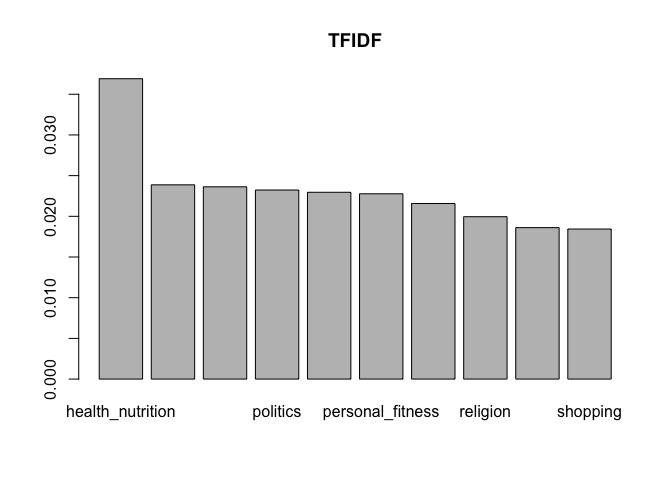 TFIDF
0.030
0.020
0.010
0.000
health_nutrition politics personal_fitness religion shopping